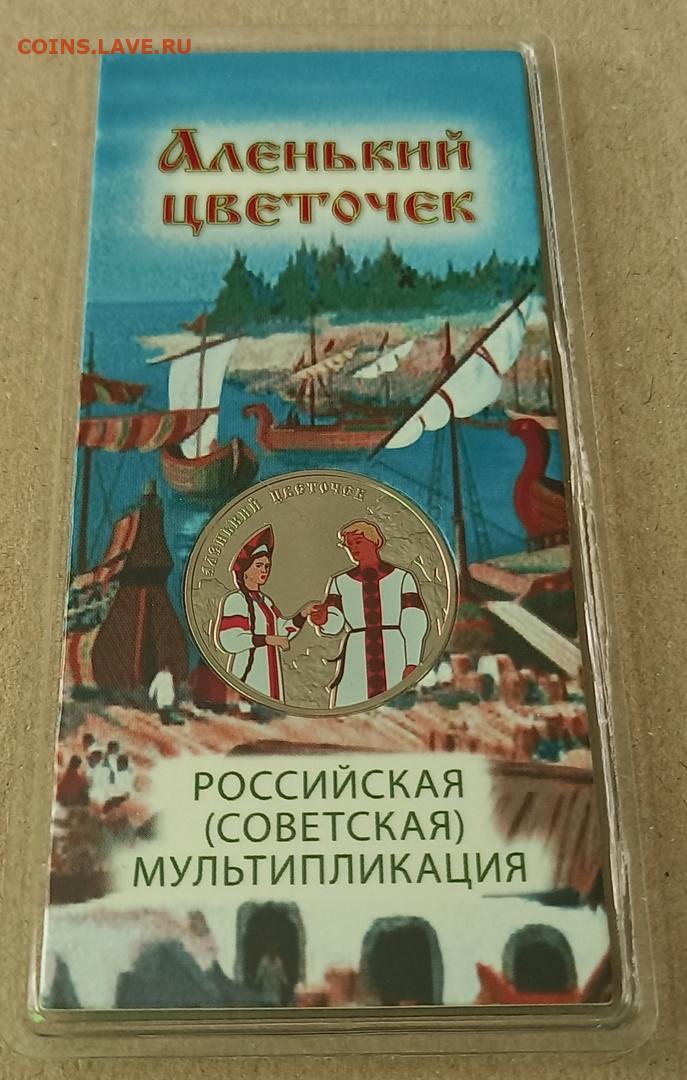 COINS.LAVE.RU
Аленький
цветочек
АЛЕНЬКИЙ ЦВЕТОЧЕК
РОССИЙСКАЯ
(СОВЕТСКАЯ)
МУЛЬТИПЛИКАЦИЯ